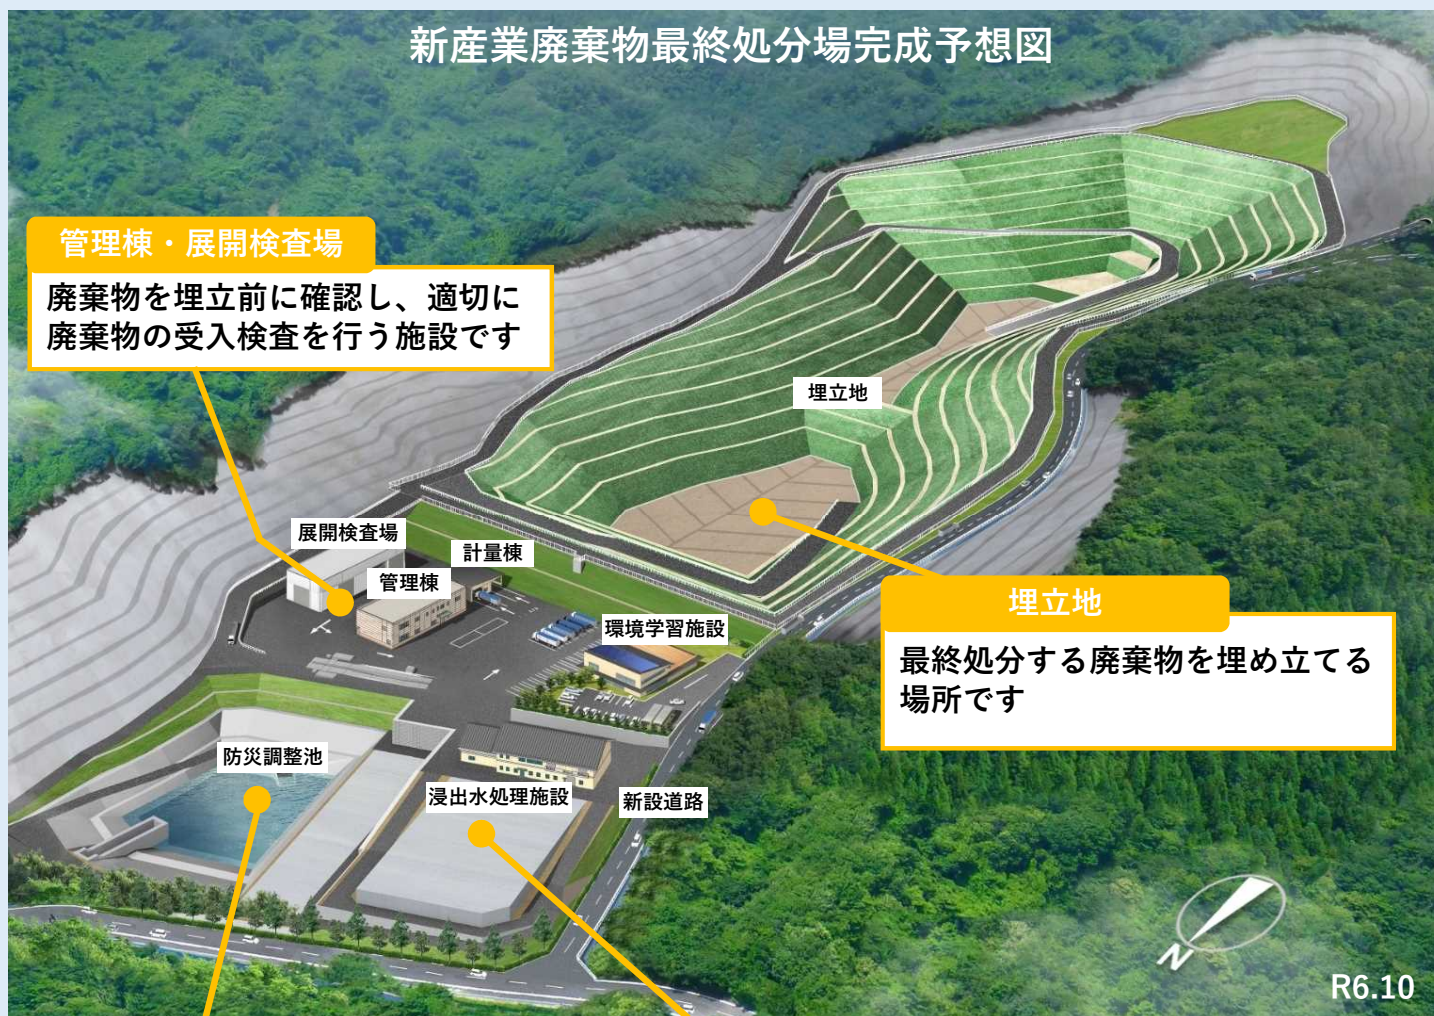 新産業廃棄物最終処分場完成予想図
管理棟・展開検査場
廃棄物を埋立前に確認し、適切に
廃棄物の受入検査を行う施設です
埋立地
展開検査場
計量棟
管理棟
環境学習施設
埋立地
最終処分する廃棄物を埋め立てる
場所です
防災調整池
浸出水処理施設
新設道路
N
R6.10